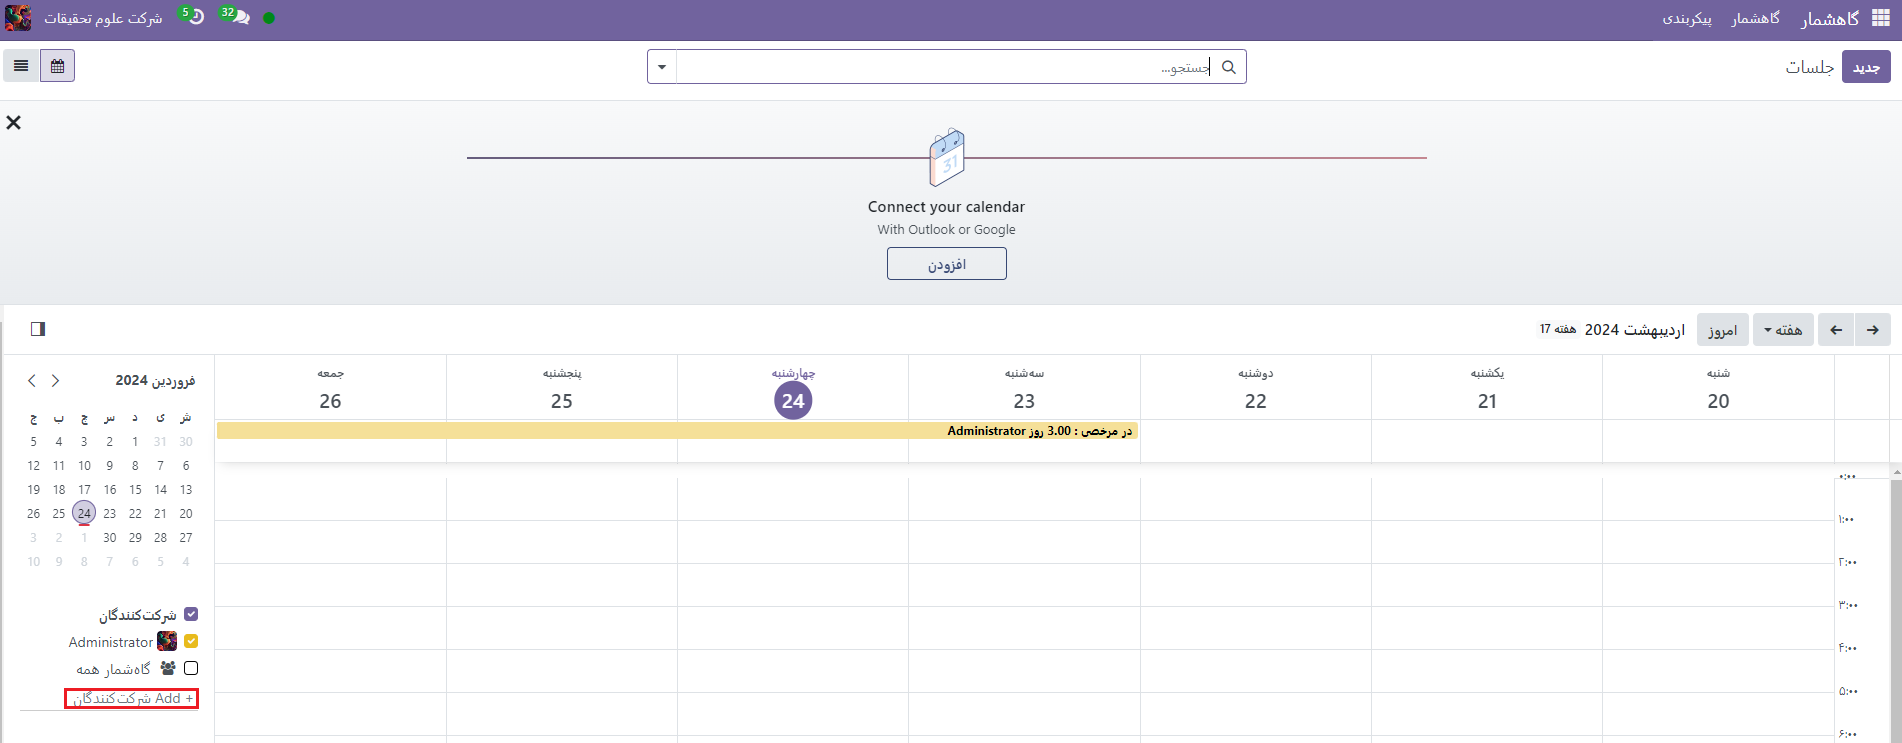 گاهشمار گاهشمار پیکربندی 32 5 شرکت علوم تحقیقات
جدید جلسات جستجو...
31
Connect your calendar
With Outlook or Google
افزودن
هفته امروز اردیبهشت 2024 هفته 17
شنبه یکشنبه دوشنبه سه‌شنبه چهارشنبه پنجشنبه جمعه
20 21 22 23 24 25 26
در مرخصی : 3.00 روز Administrator
۰:۰۰
۱:۰۰
۲:۰۰
۳:۰۰
۴:۰۰
۵:۰۰
۶:۰۰
فروردین 2024
ش ی د س چ پ ج
30 31 1 2 3 4 5
6 7 8 9 10 11 12
13 14 15 16 17 18 19
20 21 22 23 24 25 26
27 28 29 30 1 2 3
4 5 6 7 8 9 10
شرکت‌کنندگان
Administrator
گاه‌شمار همه
+ Add شرکت‌کنندگان